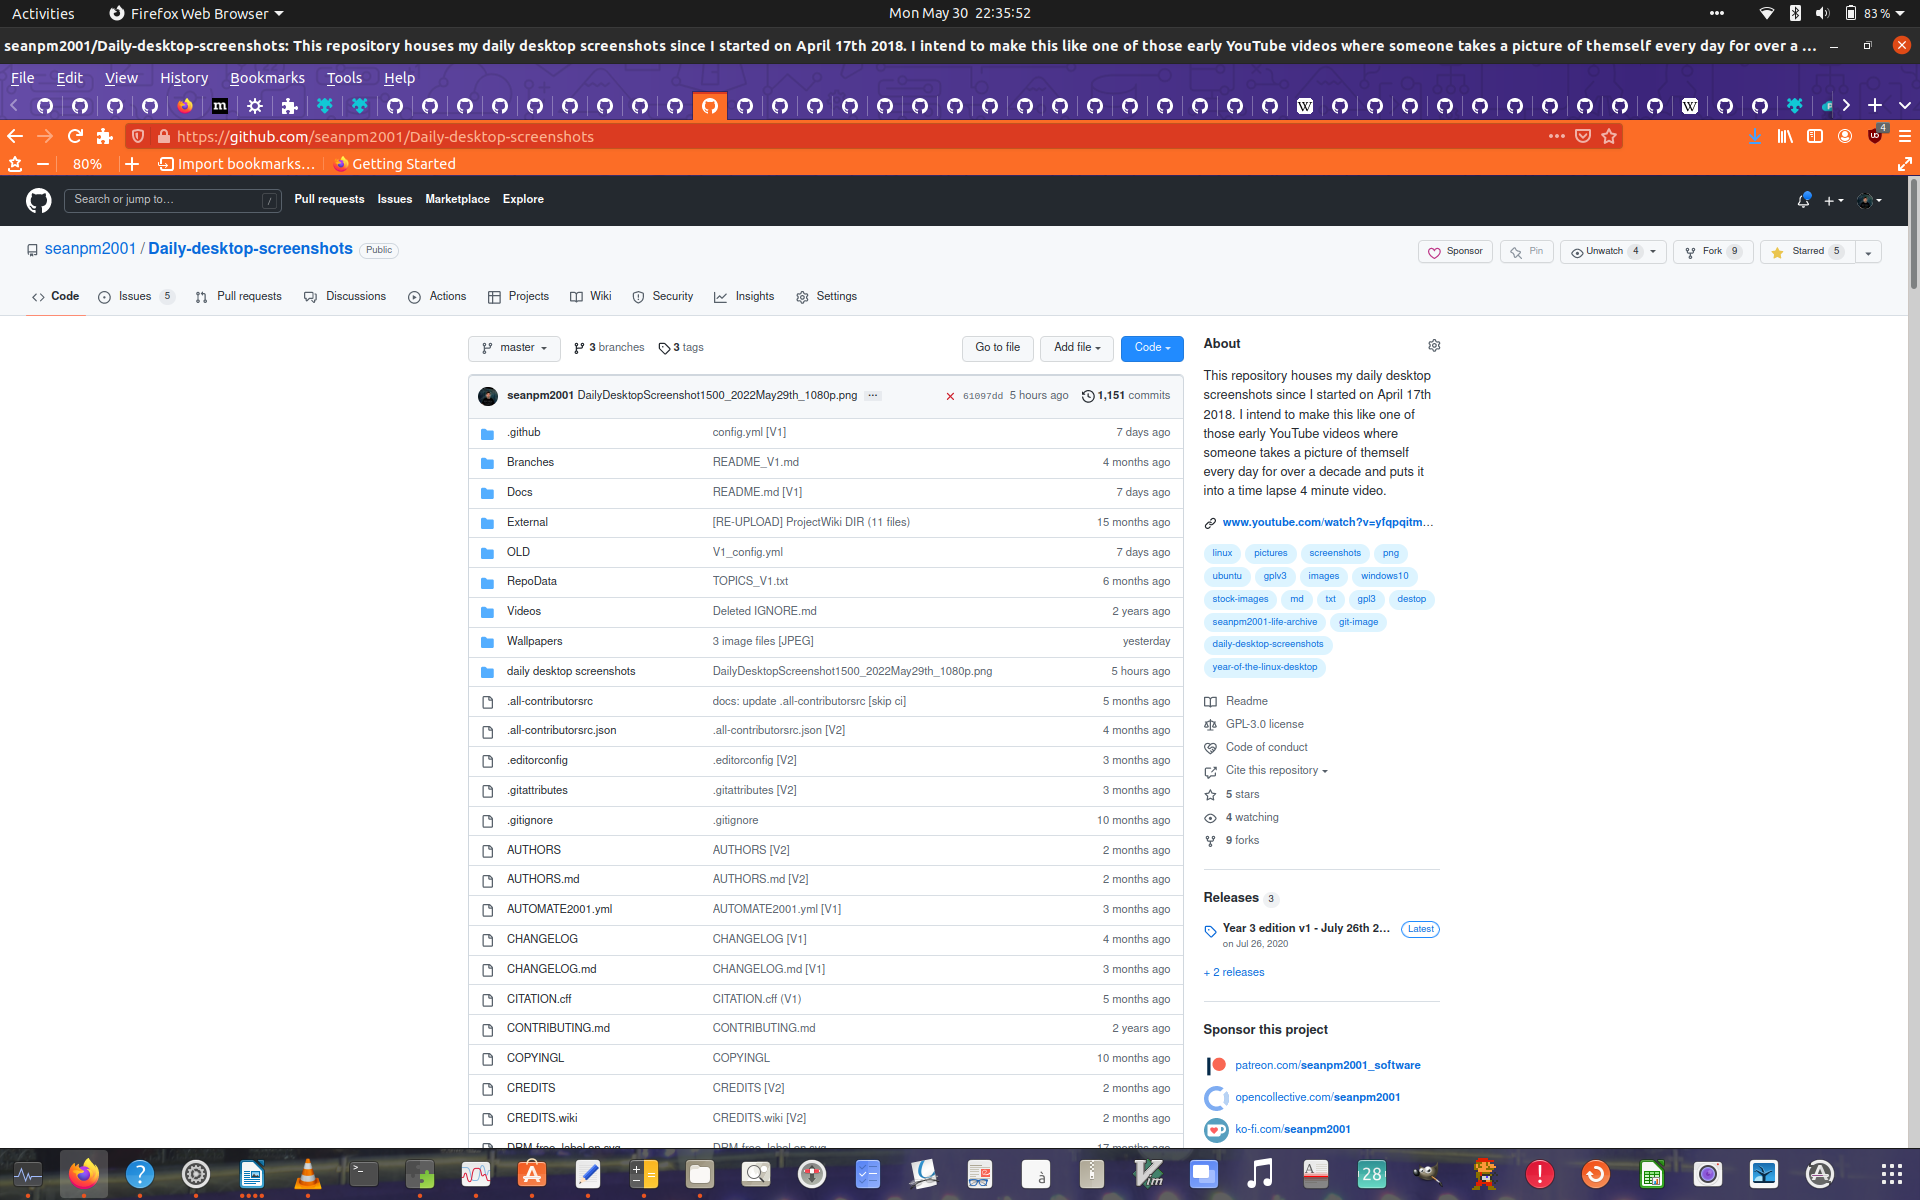 Activities Firefox Web Browser Mon May 30 22:35:52 83 %
seanpm2001/Daily-desktop-screenshots: This repository houses my daily desktop screenshots since I started on April 17th 2018. I intend to make this like one of those early YouTube videos where someone takes a picture of themself every day for over a ...
File Edit View History Bookmarks Tools Help
https://github.com/seanpm2001/Daily-desktop-screenshots 4
80% Import bookmarks... Getting Started
Search or jump to... / Pull requests Issues Marketplace Explore
seanpm2001 / Daily-desktop-screenshots Public Sponsor Pin Unwatch 4 Fork 9 Starred 5
Code Issues 5 Pull requests Discussions Actions Projects Wiki Security Insights Settings
master 3 branches 3 tags Go to file Add file Code
seanpm2001 DailyDesktopScreenshot1500_2022May29th_1080p.png ... 61097dd 5 hours ago 1,151 commits
.github config.yml [V1] 7 days ago
Branches README_V1.md 4 months ago
Docs README.md [V1] 7 days ago
External [RE-UPLOAD] ProjectWiki DIR (11 files) 15 months ago
OLD V1_config.yml 7 days ago
RepoData TOPICS_V1.txt 6 months ago
Videos Deleted IGNORE.md 2 years ago
Wallpapers 3 image files [JPEG] yesterday
daily desktop screenshots DailyDesktopScreenshot1500_2022May29th_1080p.png 5 hours ago
.all-contributorsrc docs: update .all-contributorsrc [skip ci] 5 months ago
.all-contributorsrc.json .all-contributorsrc.json [V2] 4 months ago
.editorconfig .editorconfig [V2] 3 months ago
.gitattributes .gitattributes [V2] 3 months ago
.gitignore .gitignore 10 months ago
AUTHORS AUTHORS [V2] 2 months ago
AUTHORS.md AUTHORS.md [V2] 2 months ago
AUTOMATE2001.yml AUTOMATE2001.yml [V1] 3 months ago
CHANGELOG CHANGELOG [V1] 4 months ago
CHANGELOG.md CHANGELOG.md [V1] 3 months ago
CITATION.cff CITATION.cff (V1) 5 months ago
CONTRIBUTING.md CONTRIBUTING.md 2 years ago
COPYINGL COPYINGL 10 months ago
CREDITS CREDITS [V2] 2 months ago
CREDITS.wiki CREDITS.wiki [V2] 2 months ago
About
This repository houses my daily desktop
screenshots since I started on April 17th
2018. I intend to make this like one of
those early YouTube videos where
someone takes a picture of themself
every day for over a decade and puts it
into a time lapse 4 minute video.
www.youtube.com/watch?v=yfqpqitm...
linux pictures screenshots png
ubuntu gplv3 images windows10
stock-images md txt gpl3 destop
seanpm2001-life-archive git-image
daily-desktop-screenshots
year-of-the-linux-desktop
Readme
GPL-3.0 license
Code of conduct
Cite this repository
5 stars
4 watching
9 forks
Releases 3
Year 3 edition v1 - July 26th 2... Latest
on Jul 26, 2020
+ 2 releases
Sponsor this project
patreon.com/seanpm2001_software
opencollective.com/seanpm2001
ko-fi.com/seanpm2001
28